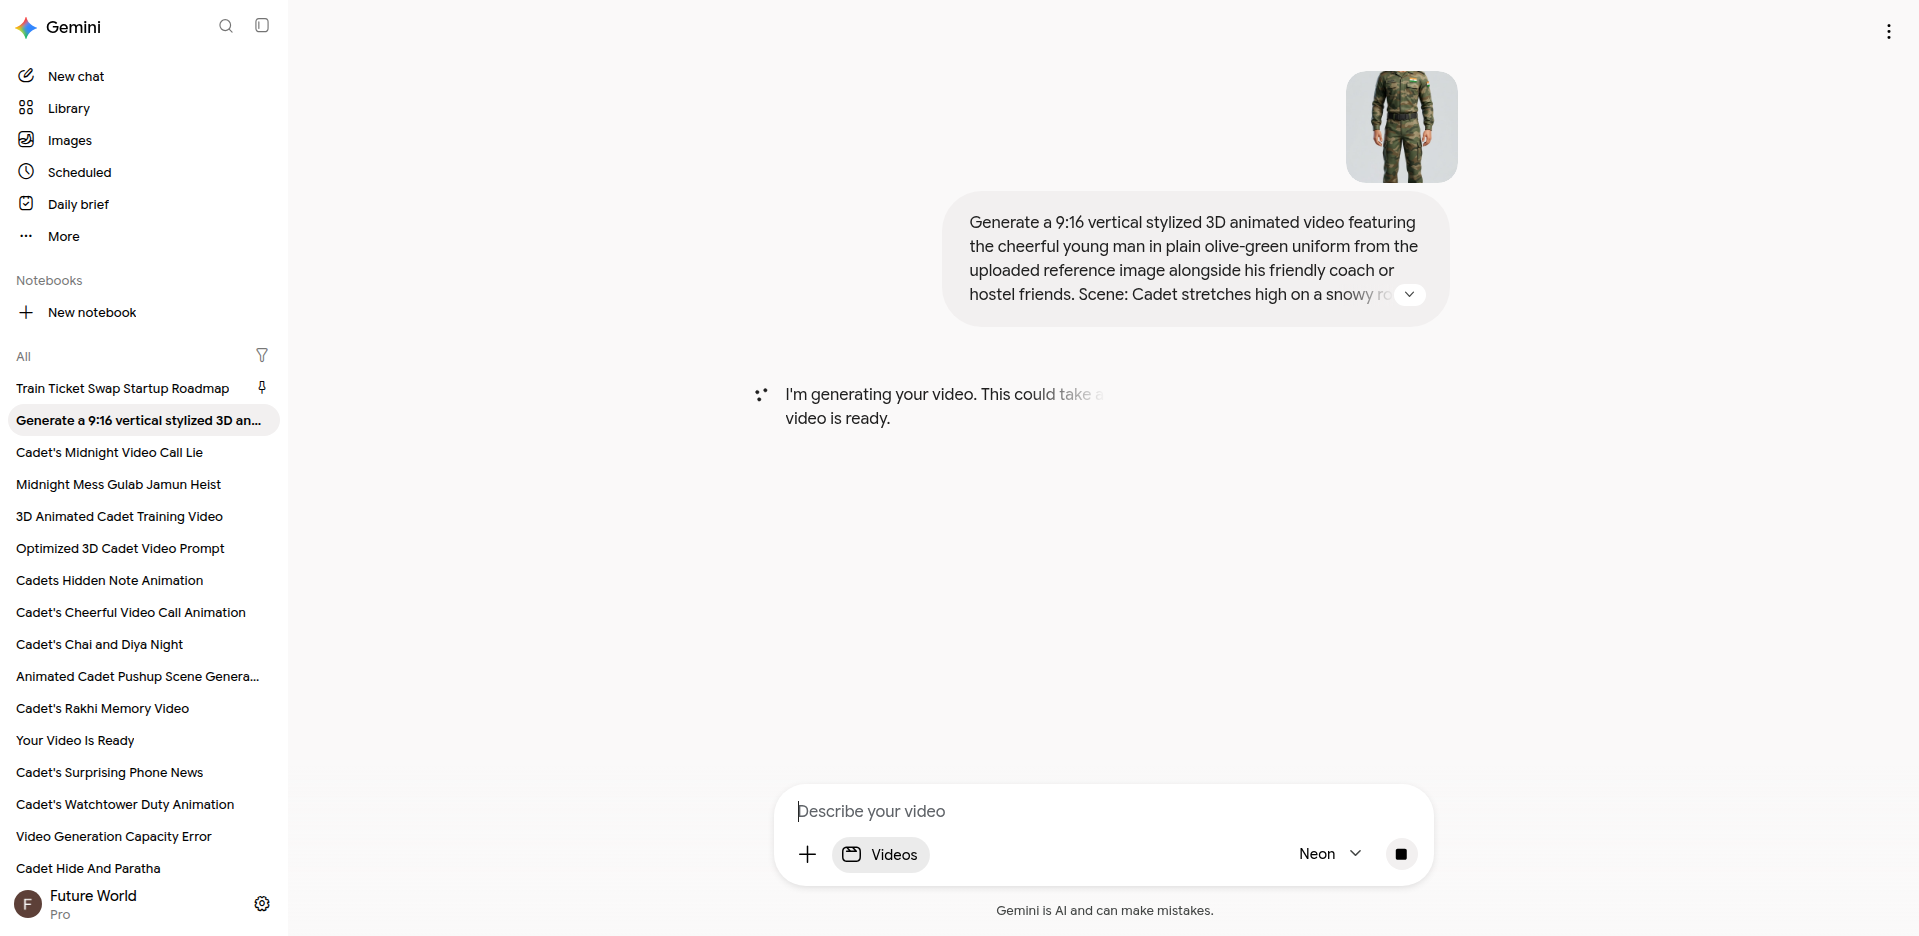 Gemini
New chat
Library
Images
Scheduled
Daily brief
More
Notebooks
New notebook
All
Train Ticket Swap Startup Roadmap
Generate a 9:16 vertical stylized 3D an...
Cadet's Midnight Video Call Lie
Midnight Mess Gulab Jamun Heist
3D Animated Cadet Training Video
Optimized 3D Cadet Video Prompt
Cadets Hidden Note Animation
Cadet's Cheerful Video Call Animation
Cadet's Chai and Diya Night
Animated Cadet Pushup Scene Genera...
Cadet's Rakhi Memory Video
Your Video Is Ready
Cadet's Surprising Phone News
Cadet's Watchtower Duty Animation
Video Generation Capacity Error
Cadet Hide And Paratha
F
Future World
Pro
Generate a 9:16 vertical stylized 3D animated video featuring
the cheerful young man in plain olive-green uniform from the
uploaded reference image alongside his friendly coach or
hostel friends. Scene: Cadet stretches high on a snowy
I'm generating your video. This could take a
video is ready.
Describe your video
Videos
Neon
Gemini is AI and can make mistakes.